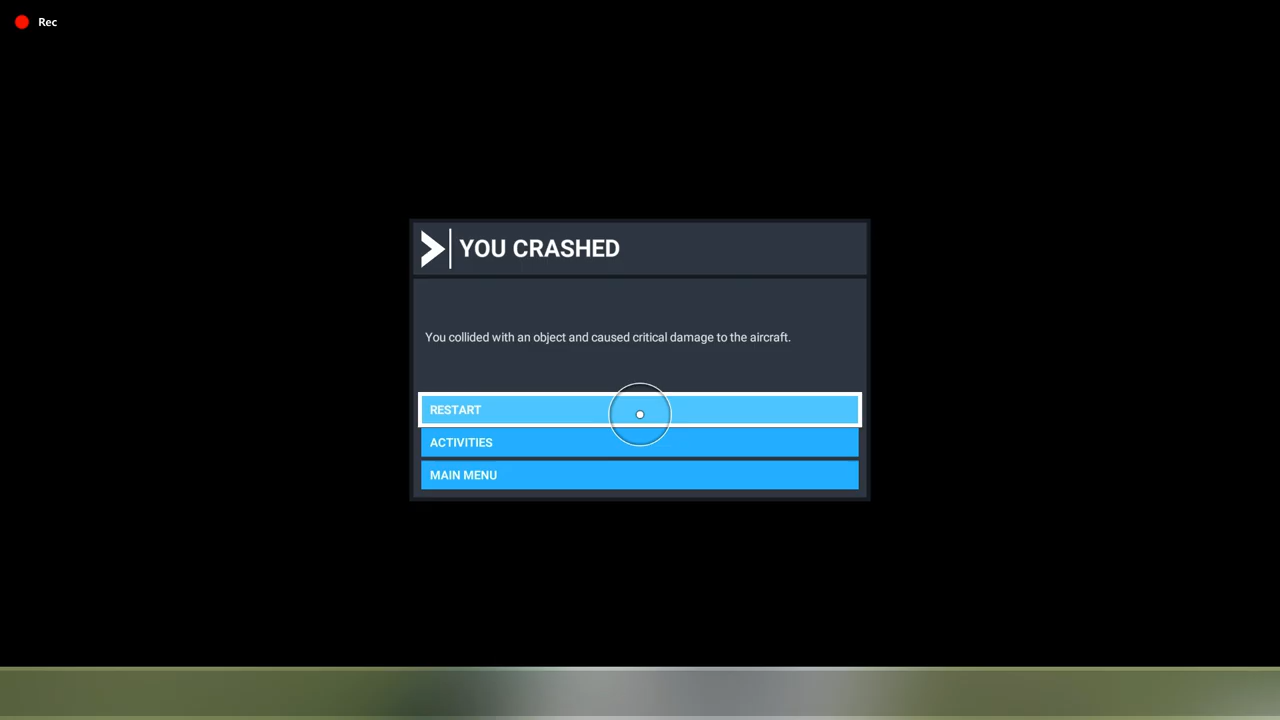 Rec
YOU CRASHED
You collided with an object and caused critical damage to the aircraft.
RESTART
ACTIVITIES
MAIN MENU